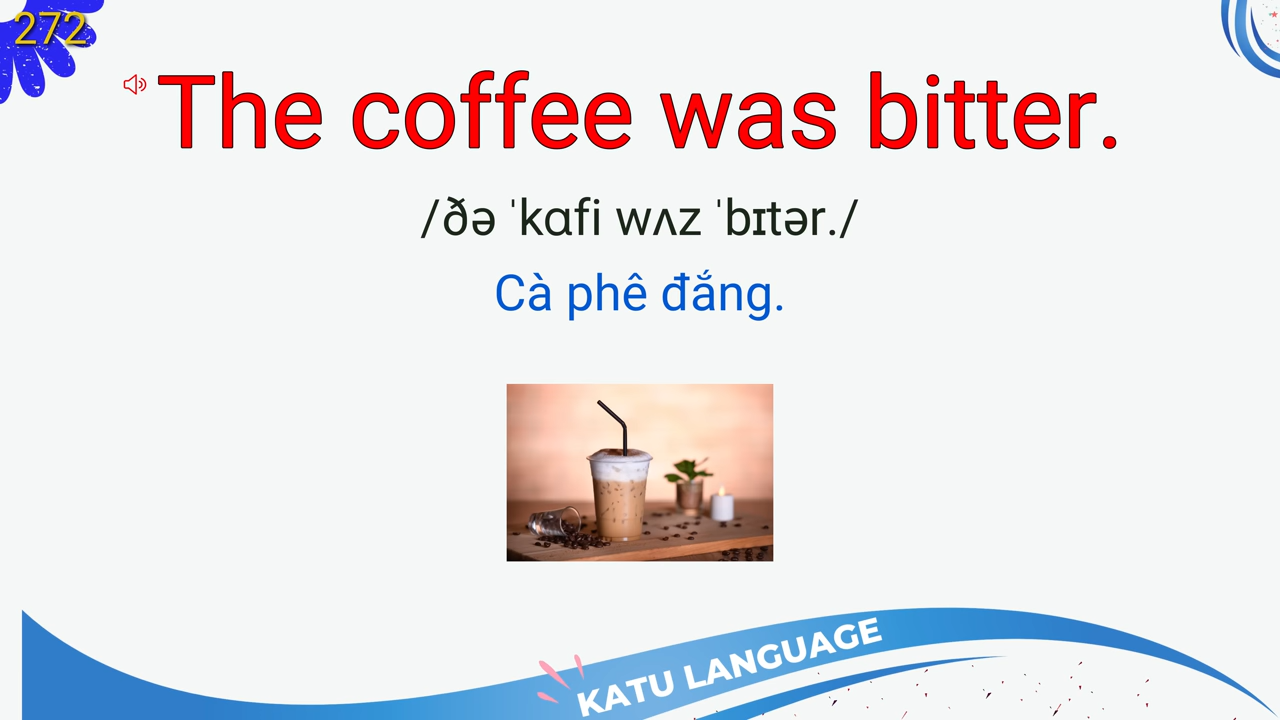 272
The coffee was bitter.
/ðə ˈkɑfi wʌz ˈbɪtər./
Cà phê đắng.
KATU LANGUAGE